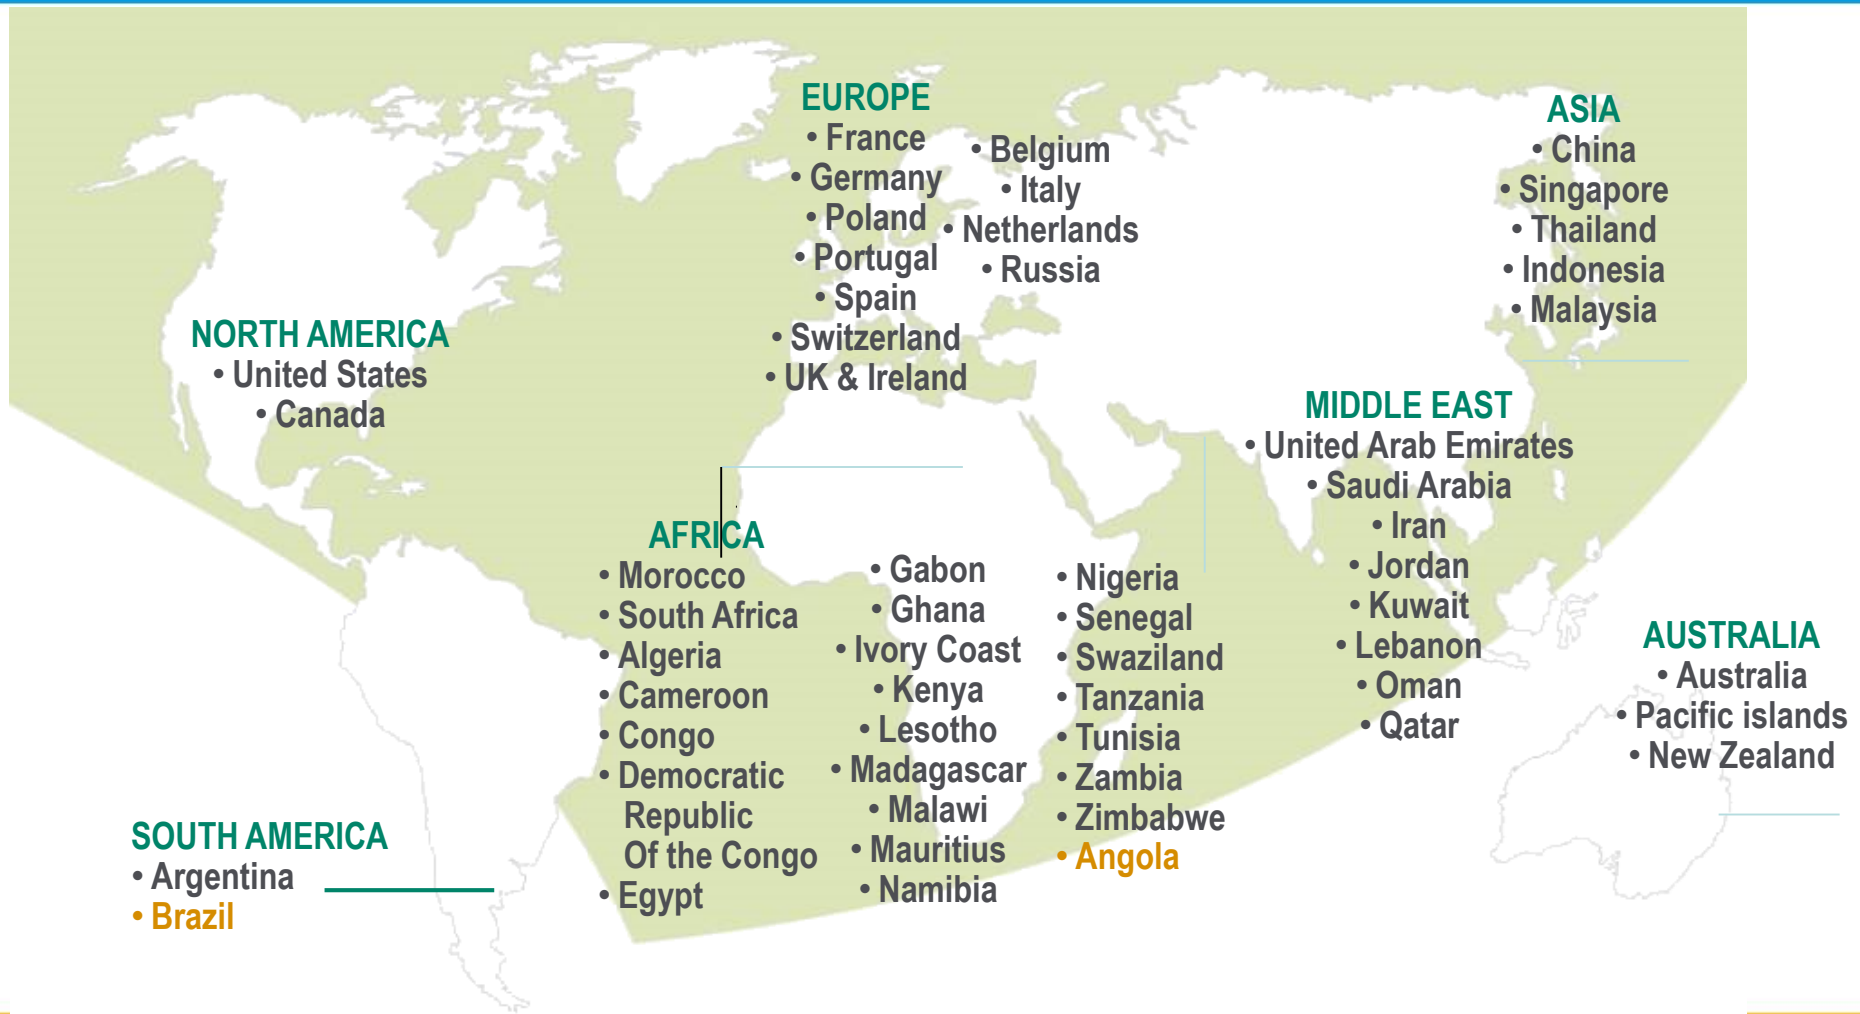 EUROPE
• France
• Germany
• Poland
• Portugal
• Spain
• Switzerland
• UK & Ireland
• Belgium
• Italy
• Netherlands
• Russia
ASIA
• China
• Singapore
• Thailand
• Indonesia
• Malaysia
NORTH AMERICA
• United States
• Canada
MIDDLE EAST
• United Arab Emirates
• Saudi Arabia
• Iran
• Jordan
• Kuwait
• Lebanon
• Oman
• Qatar
AFRICA
• Morocco
• South Africa
• Algeria
• Cameroon
• Congo
• Democratic
Republic
Of the Congo
• Egypt
• Gabon
• Ghana
• Ivory Coast
• Kenya
• Lesotho
• Madagascar
• Malawi
• Mauritius
• Namibia
• Nigeria
• Senegal
• Swaziland
• Tanzania
• Tunisia
• Zambia
• Zimbabwe
• Angola
AUSTRALIA
• Australia
• Pacific islands
• New Zealand
SOUTH AMERICA
• Argentina
• Brazil